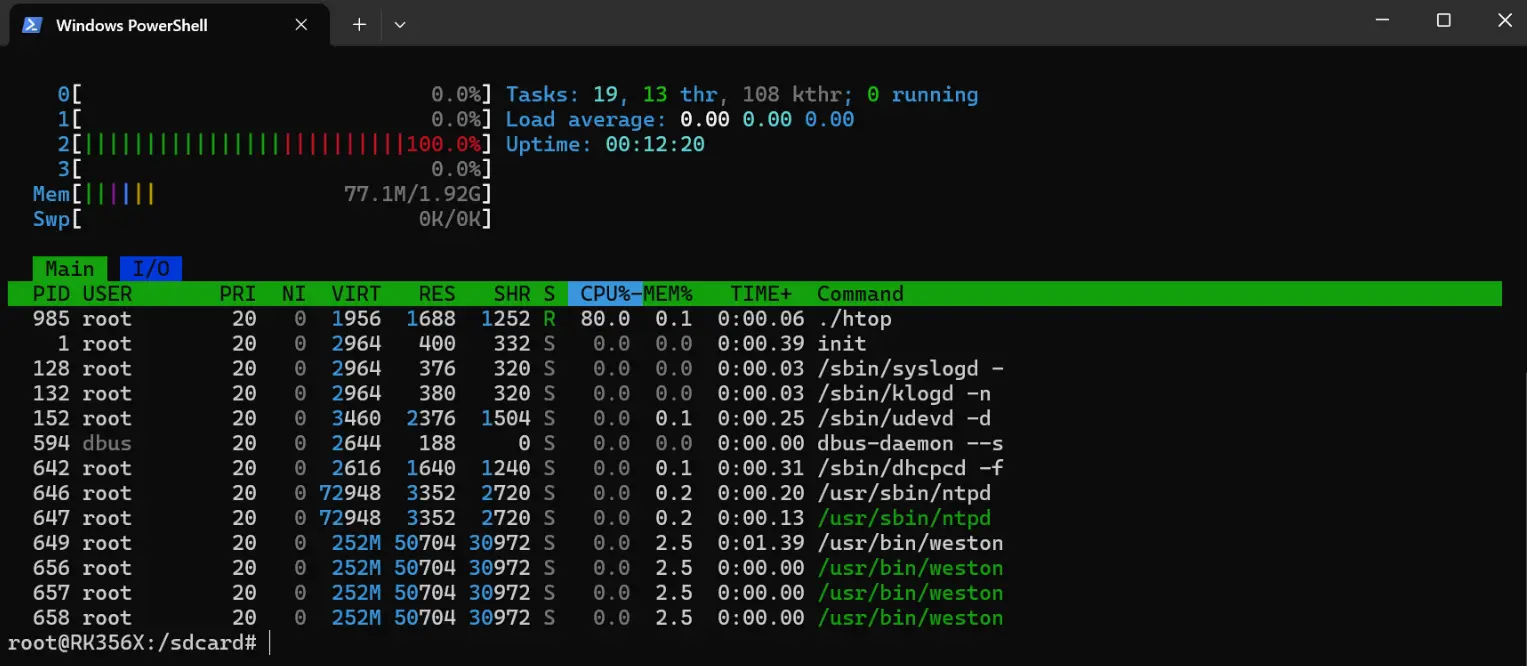 Windows PowerShell
0[ 0.0%] Tasks: 19, 13 thr, 108 kthr; 0 running
1[ 0.0%] Load average: 0.00 0.00 0.00
2[||||||||||||||||||||||||||100.0%] Uptime: 00:12:20
3[ 0.0%]
Mem[|||||| 77.1M/1.92G]
Swp[ 0K/0K]
Main I/O
PID USER PRI NI VIRT RES SHR S CPU%-MEM% TIME+ Command
985 root 20 0 1956 1688 1252 R 80.0 0.1 0:00.06 ./htop
1 root 20 0 2964 400 332 S 0.0 0.0 0:00.39 init
128 root 20 0 2964 376 320 S 0.0 0.0 0:00.03 /sbin/syslogd -
132 root 20 0 2964 380 320 S 0.0 0.0 0:00.03 /sbin/klogd -n
152 root 20 0 3460 2376 1504 S 0.0 0.1 0:00.25 /sbin/udevd -d
594 dbus 20 0 2644 188 0 S 0.0 0.0 0:00.00 dbus-daemon --s
642 root 20 0 2616 1640 1240 S 0.0 0.1 0:00.31 /sbin/dhcpcd -f
646 root 20 0 72948 3352 2720 S 0.0 0.2 0:00.20 /usr/sbin/ntpd
647 root 20 0 72948 3352 2720 S 0.0 0.2 0:00.13 /usr/sbin/ntpd
649 root 20 0 252M 50704 30972 S 0.0 2.5 0:01.39 /usr/bin/weston
656 root 20 0 252M 50704 30972 S 0.0 2.5 0:00.00 /usr/bin/weston
657 root 20 0 252M 50704 30972 S 0.0 2.5 0:00.00 /usr/bin/weston
658 root 20 0 252M 50704 30972 S 0.0 2.5 0:00.00 /usr/bin/weston
root@RK356X:/sdcard#